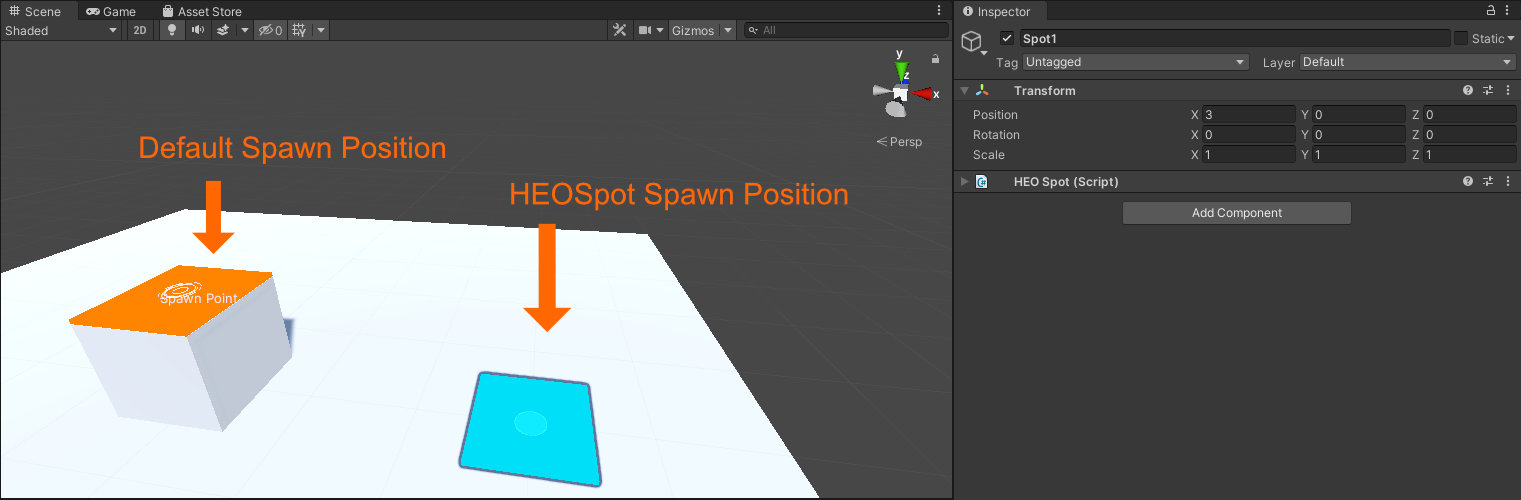 Scene Game Asset Store
Shaded 2D 0 Gizmos All
y
z
x
Persp
Default Spawn Position
HEOSpot Spawn Position
Spawn Point
Inspector
Spot1 Static
Tag Untagged Layer Default
Transform
Position X 3 Y 0 Z 0
Rotation X 0 Y 0 Z 0
Scale X 1 Y 1 Z 1
HEO Spot (Script)
Add Component